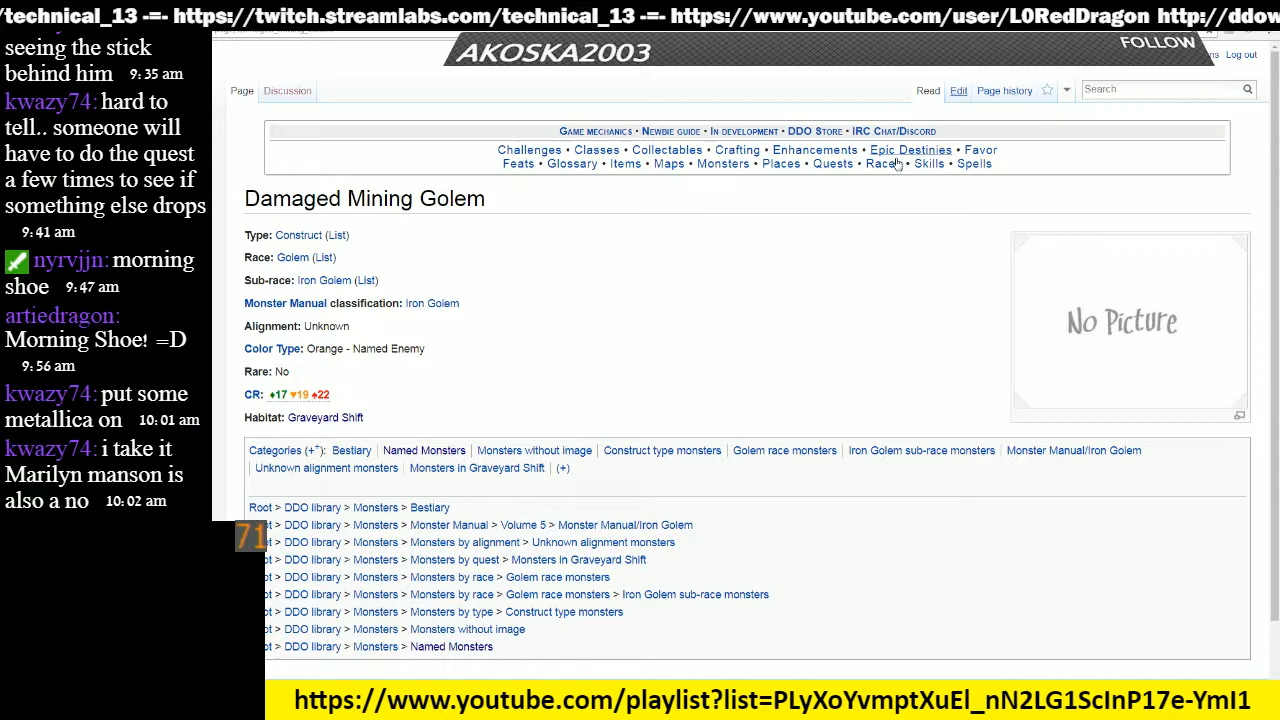 /technical_13 -=- https://twitch.streamlabs.com/technical_13 -=- https://www.youtube.com/user/L0RedDragon http://ddow
seeing the stick
behind him 9:35 am
kwazy74: hard to
tell.. someone will
have to do the quest
a few times to see if
something else drops
9:41 am
nyrvjjn: morning
shoe 9:47 am
artiedragon:
Morning Shoe! =D
9:56 am
kwazy74: put some
metallica on 10:01 am
kwazy74: i take it
Marilyn manson is
also a no 10:02 am
AKOSKA2003
FOLLOW
Log out
Page Discussion Read Edit Page history Search
Game mechanics • Newbie guide • In development • DDO Store • IRC Chat/Discord
Challenges • Classes • Collectables • Crafting • Enhancements • Epic Destinies • Favor
Feats • Glossary • Items • Maps • Monsters • Places • Quests • Races • Skills • Spells
Damaged Mining Golem
Type: Construct (List)
Race: Golem (List)
Sub-race: Iron Golem (List)
Monster Manual classification: Iron Golem
Alignment: Unknown
Color Type: Orange - Named Enemy
Rare: No
CR: ♦17 ♥19 ♠22
Habitat: Graveyard Shift
No Picture
Categories (++): Bestiary | Named Monsters | Monsters without image | Construct type monsters | Golem race monsters | Iron Golem sub-race monsters | Monster Manual/Iron Golem
Unknown alignment monsters | Monsters in Graveyard Shift | (+)
Root > DDO library > Monsters > Bestiary
ot > DDO library > Monsters > Monster Manual > Volume 5 > Monster Manual/Iron Golem
71
ot > DDO library > Monsters > Monsters by alignment > Unknown alignment monsters
ot > DDO library > Monsters > Monsters by quest > Monsters in Graveyard Shift
ot > DDO library > Monsters > Monsters by race > Golem race monsters
ot > DDO library > Monsters > Monsters by race > Golem race monsters > Iron Golem sub-race monsters
ot > DDO library > Monsters > Monsters by type > Construct type monsters
ot > DDO library > Monsters > Monsters without image
ot > DDO library > Monsters > Named Monsters
https://www.youtube.com/playlist?list=PLyXoYvmptXuEl_nN2LG1ScInP17e-YmI1